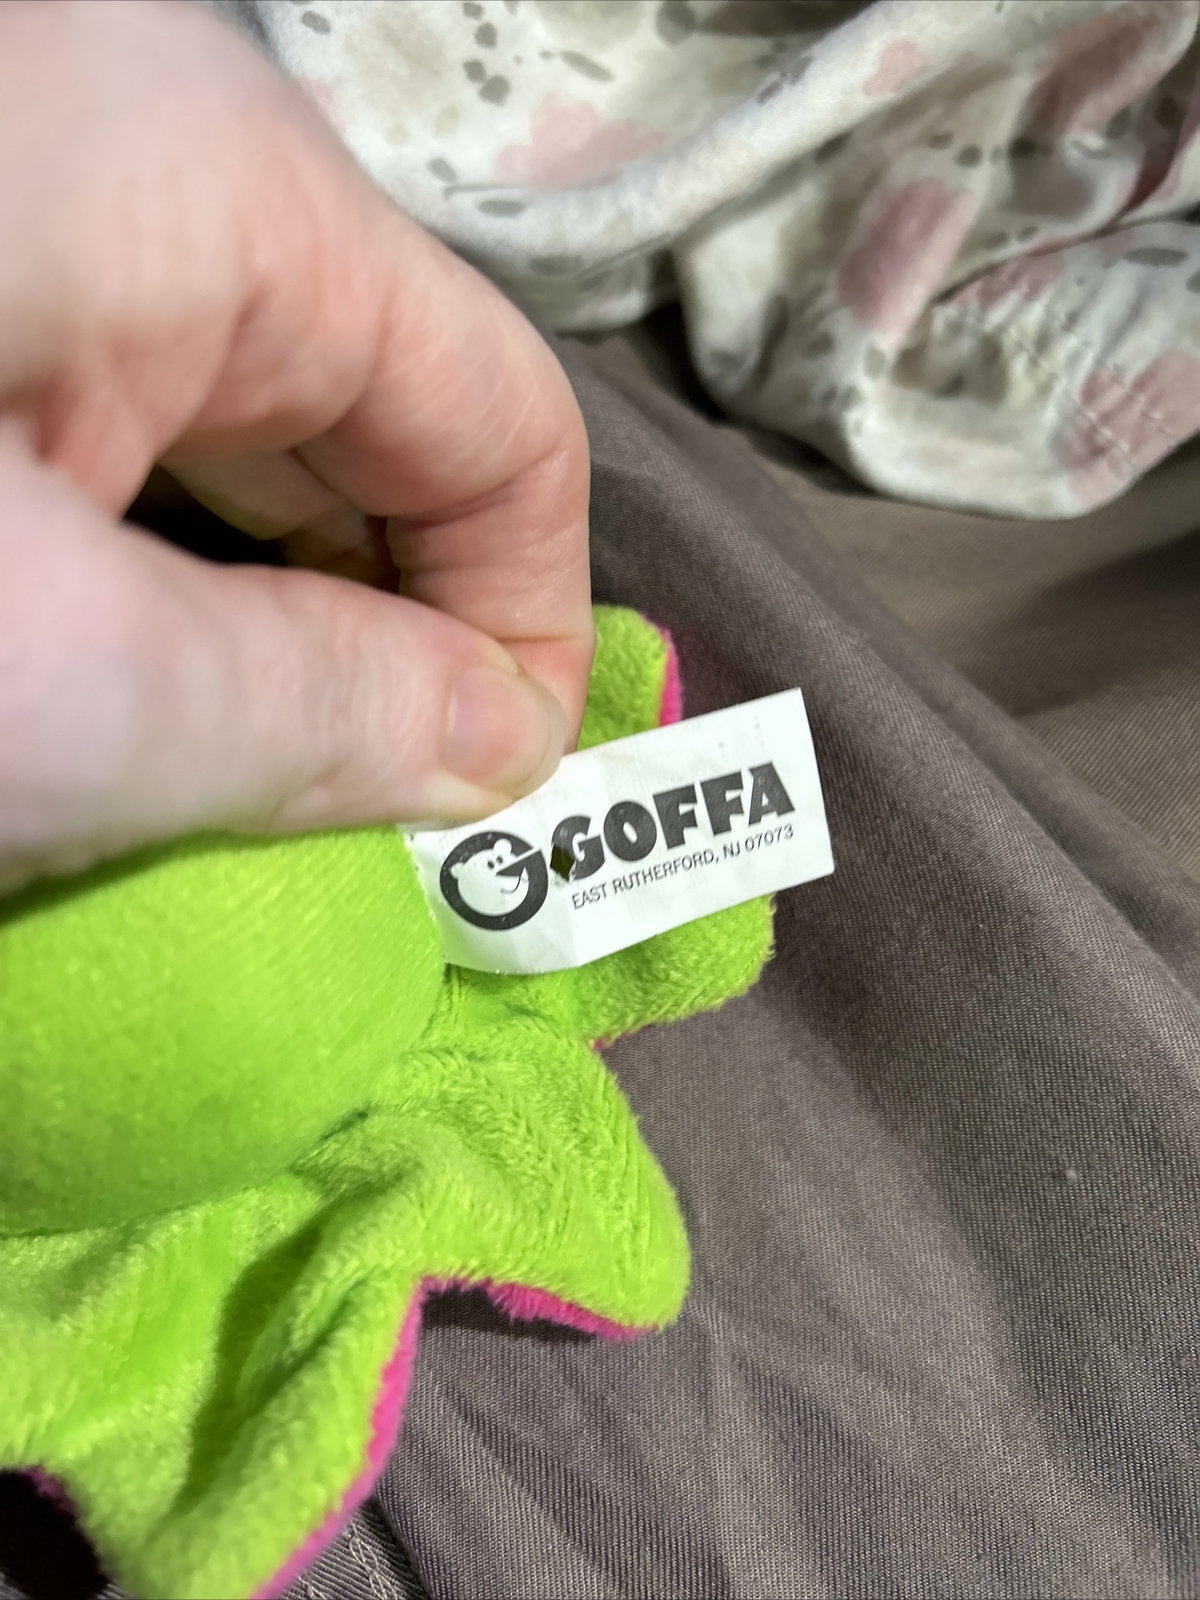 GOFFA
EAST RUTHERFORD, NJ 07073